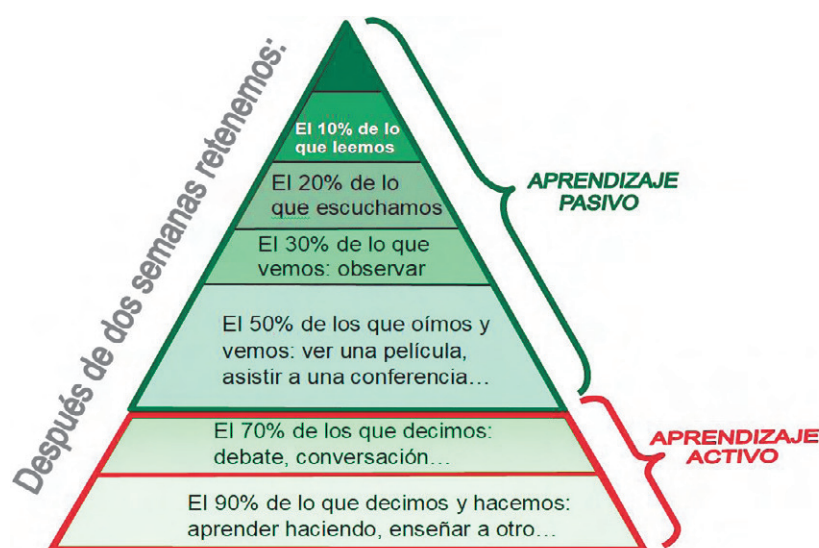 Después de dos semanas retenemos:
El 10% de lo
que leemos
El 20% de lo
que escuchamos
El 30% de lo que
vemos: observar
El 50% de los que oímos y
vemos: ver una película,
asistir a una conferencia...
APRENDIZAJE
PASIVO
El 70% de los que decimos:
debate, conversación...
El 90% de lo que decimos y hacemos:
aprender haciendo, enseñar a otro...
APRENDIZAJE
ACTIVO